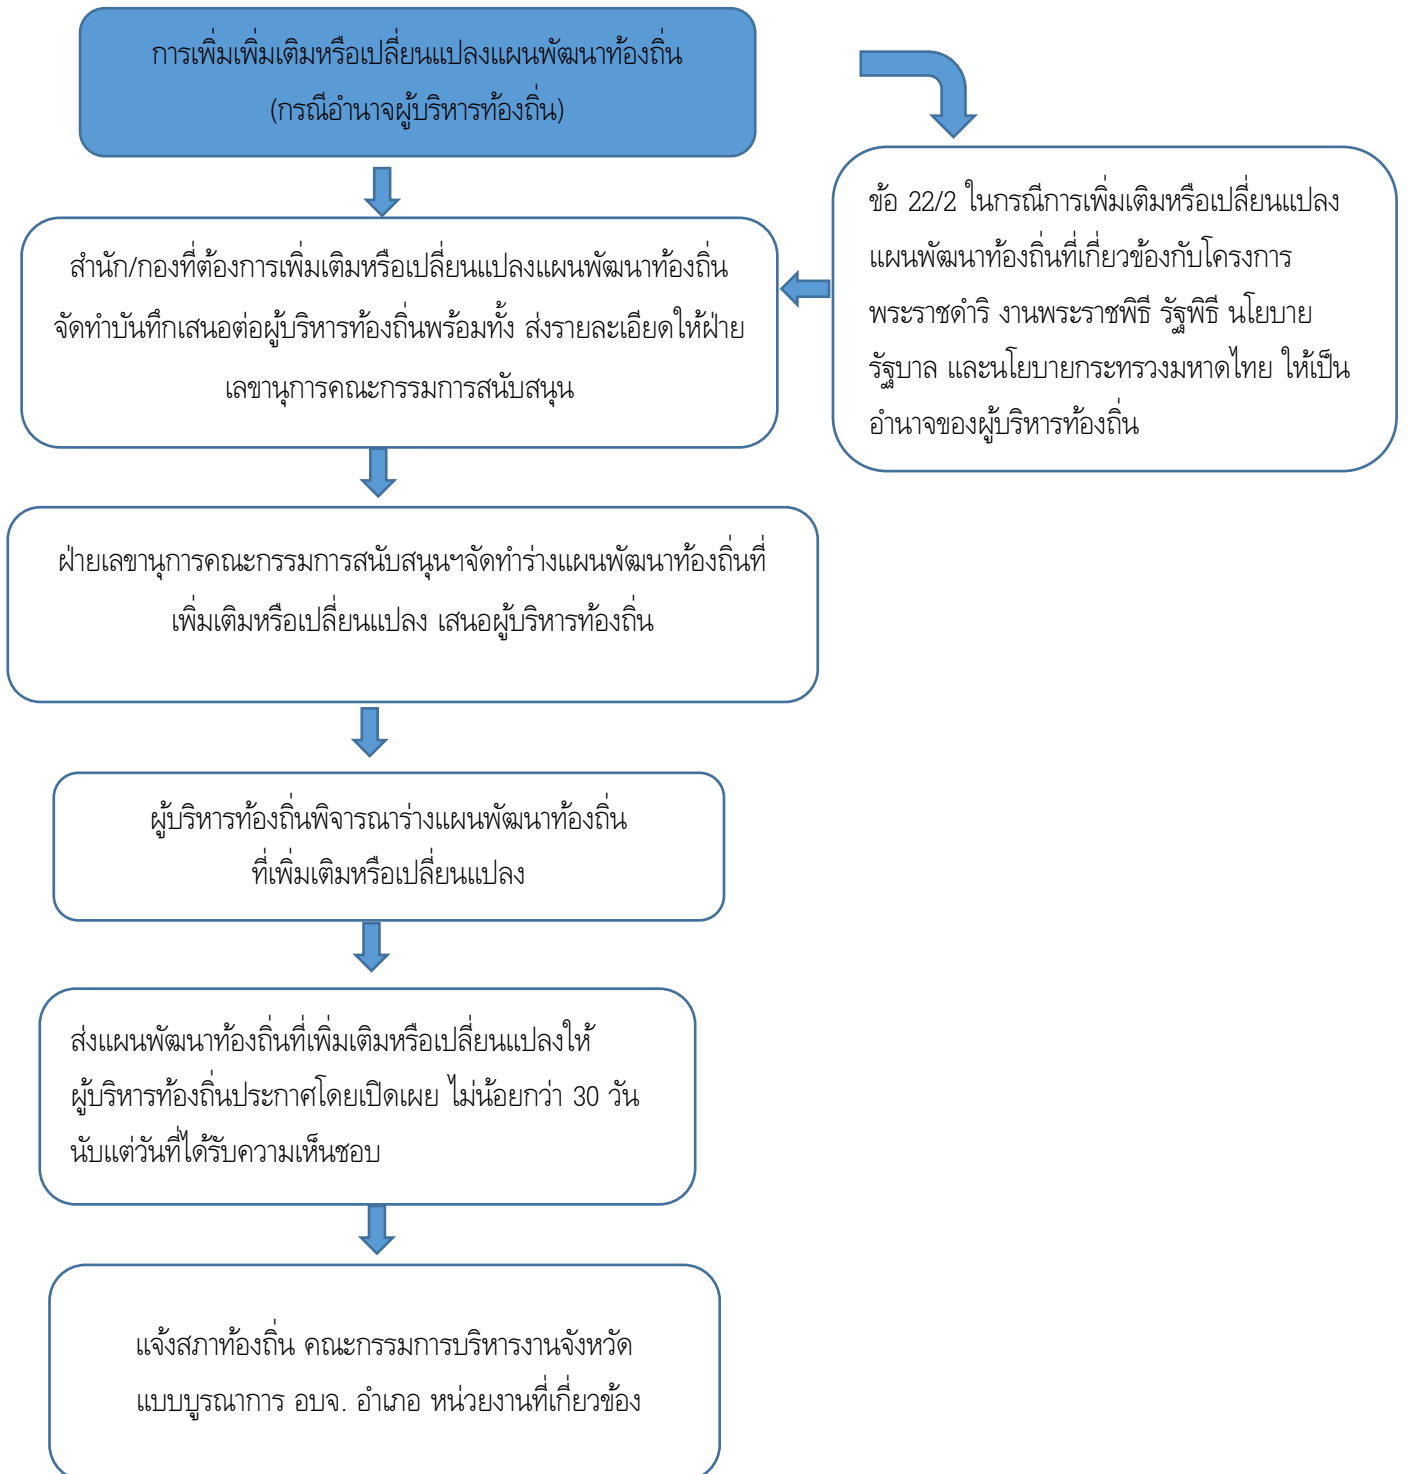 การเพิ่มเพิ่มเติมหรือเปลี่ยนแปลงแผนพัฒนาท้องถิ่น
(กรณีอำนาจผู้บริหารท้องถิ่น)
ข้อ 22/2 ในกรณีการเพิ่มเติมหรือเปลี่ยนแปลง
แผนพัฒนาท้องถิ่นที่เกี่ยวข้องกับโครงการ
พระราชดำริ งานพระราชพิธี รัฐพิธี นโยบาย
รัฐบาล และนโยบายกระทรวงมหาดไทย ให้เป็น
อำนาจของผู้บริหารท้องถิ่น
สำนัก/กองที่ต้องการเพิ่มเติมหรือเปลี่ยนแปลงแผนพัฒนาท้องถิ่น
จัดทำบันทึกเสนอต่อผู้บริหารท้องถิ่นพร้อมทั้ง ส่งรายละเอียดให้ฝ่าย
เลขานุการคณะกรรมการสนับสนุน
ฝ่ายเลขานุการคณะกรรมการสนับสนุนฯจัดทำร่างแผนพัฒนาท้องถิ่นที่
เพิ่มเติมหรือเปลี่ยนแปลง เสนอผู้บริหารท้องถิ่น
ผู้บริหารท้องถิ่นพิจารณาร่างแผนพัฒนาท้องถิ่น
ที่เพิ่มเติมหรือเปลี่ยนแปลง
ส่งแผนพัฒนาท้องถิ่นที่เพิ่มเติมหรือเปลี่ยนแปลงให้
ผู้บริหารท้องถิ่นประกาศโดยเปิดเผย ไม่น้อยกว่า 30 วัน
นับแต่วันที่ได้รับความเห็นชอบ
แจ้งสภาท้องถิ่น คณะกรรมการบริหารงานจังหวัด
แบบบูรณาการ อบจ. อำเภอ หน่วยงานที่เกี่ยวข้อง